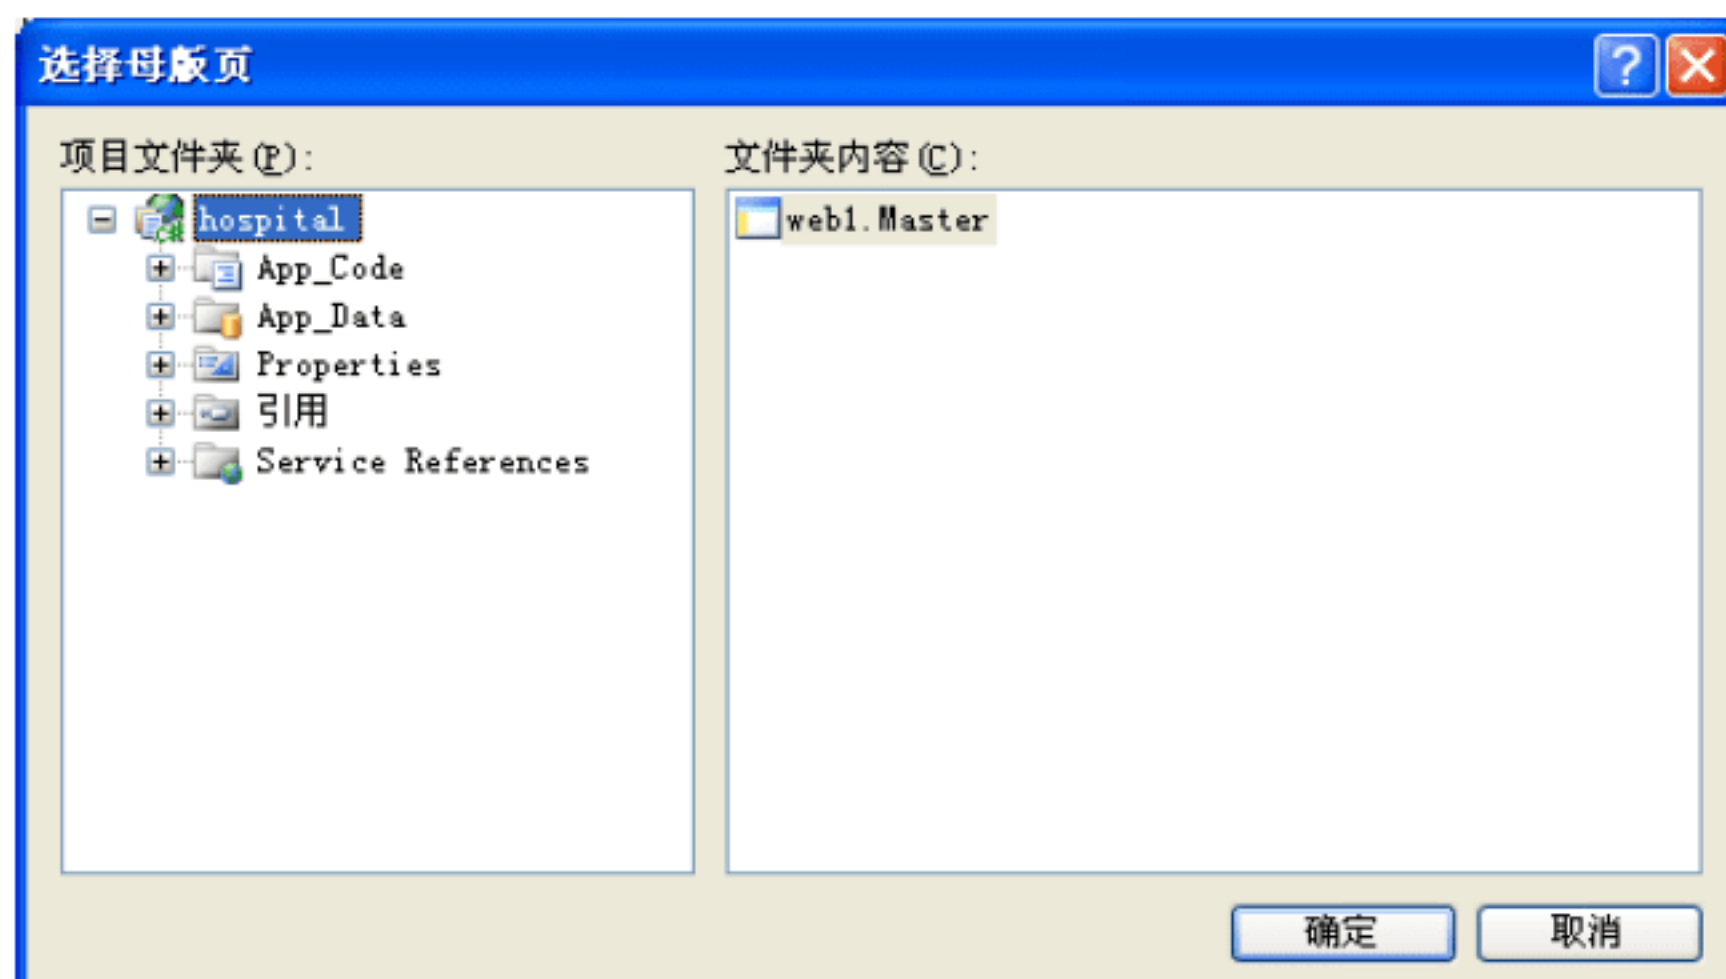 选择母版页
项目文件夹(P):
hospital
App_Code
App_Data
Properties
引用
Service References
文件夹内容(C):
web1.Master
确定
取消